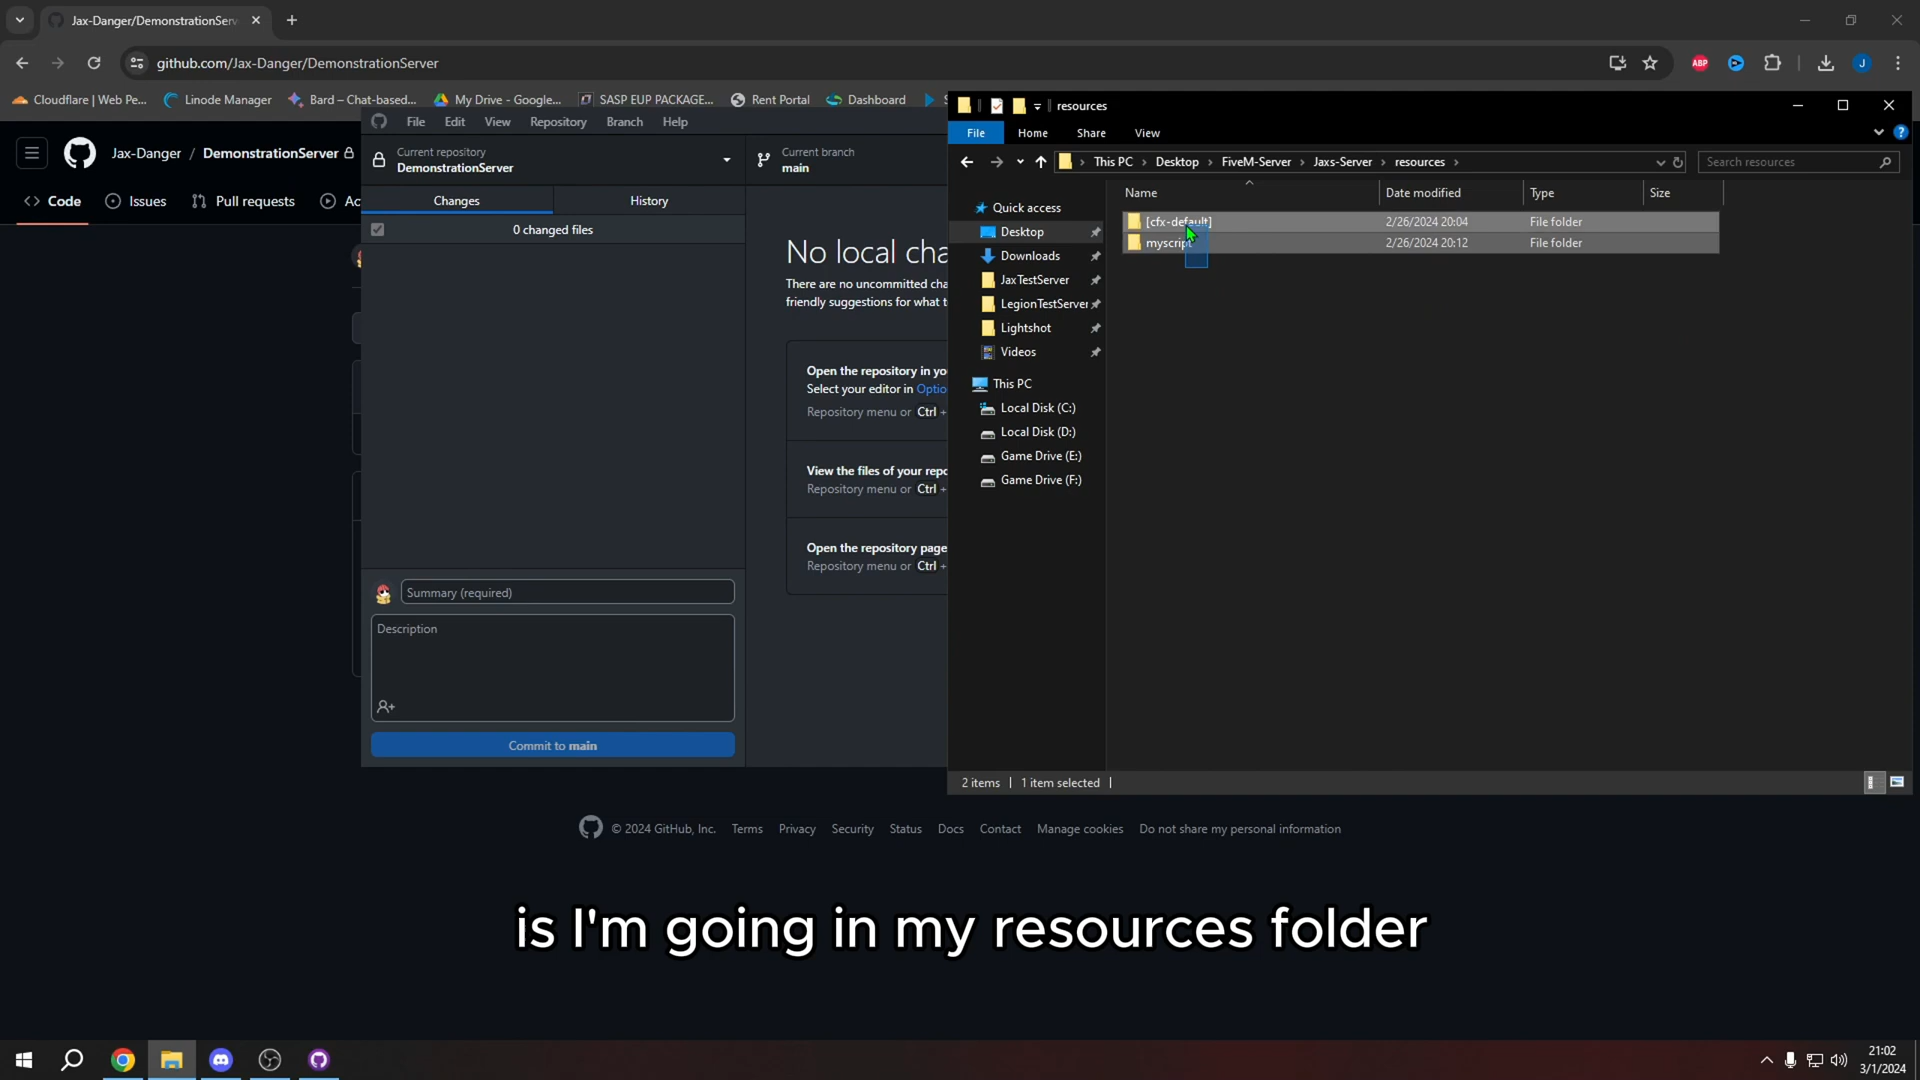 Jax-Danger/DemonstrationServ
github.com/Jax-Danger/DemonstrationServer
ABP
J
Cloudflare | Web Pe...
Linode Manager
Bard – Chat-based...
My Drive - Google...
SASP EUP PACKAGE...
Rent Portal
Dashboard
Jax-Danger / DemonstrationServer
Code
Issues
Pull requests
Ac
File Edit View Repository Branch Help
Current repository
DemonstrationServer
Current branch
main
Changes
History
0 changed files
No local cha
There are no uncommitted cha
friendly suggestions for what t
Open the repository in yo
Select your editor in Optio
Repository menu or Ctrl +
View the files of your repo
Repository menu or Ctrl +
Open the repository page
Repository menu or Ctrl +
Summary (required)
Description
Commit to main
resources
File Home Share View
This PC > Desktop > FiveM-Server > Jaxs-Server > resources >
Search resources
Name
Date modified
Type
Size
[cfx-default]
2/26/2024 20:04
File folder
myscript
2/26/2024 20:12
File folder
Quick access
Desktop
Downloads
JaxTestServer
LegionTestServer
Lightshot
Videos
This PC
Local Disk (C:)
Local Disk (D:)
Game Drive (E:)
Game Drive (F:)
2 items
1 item selected
© 2024 GitHub, Inc. Terms Privacy Security Status Docs Contact Manage cookies Do not share my personal information
is I'm going in my resources folder
21:02
3/1/2024